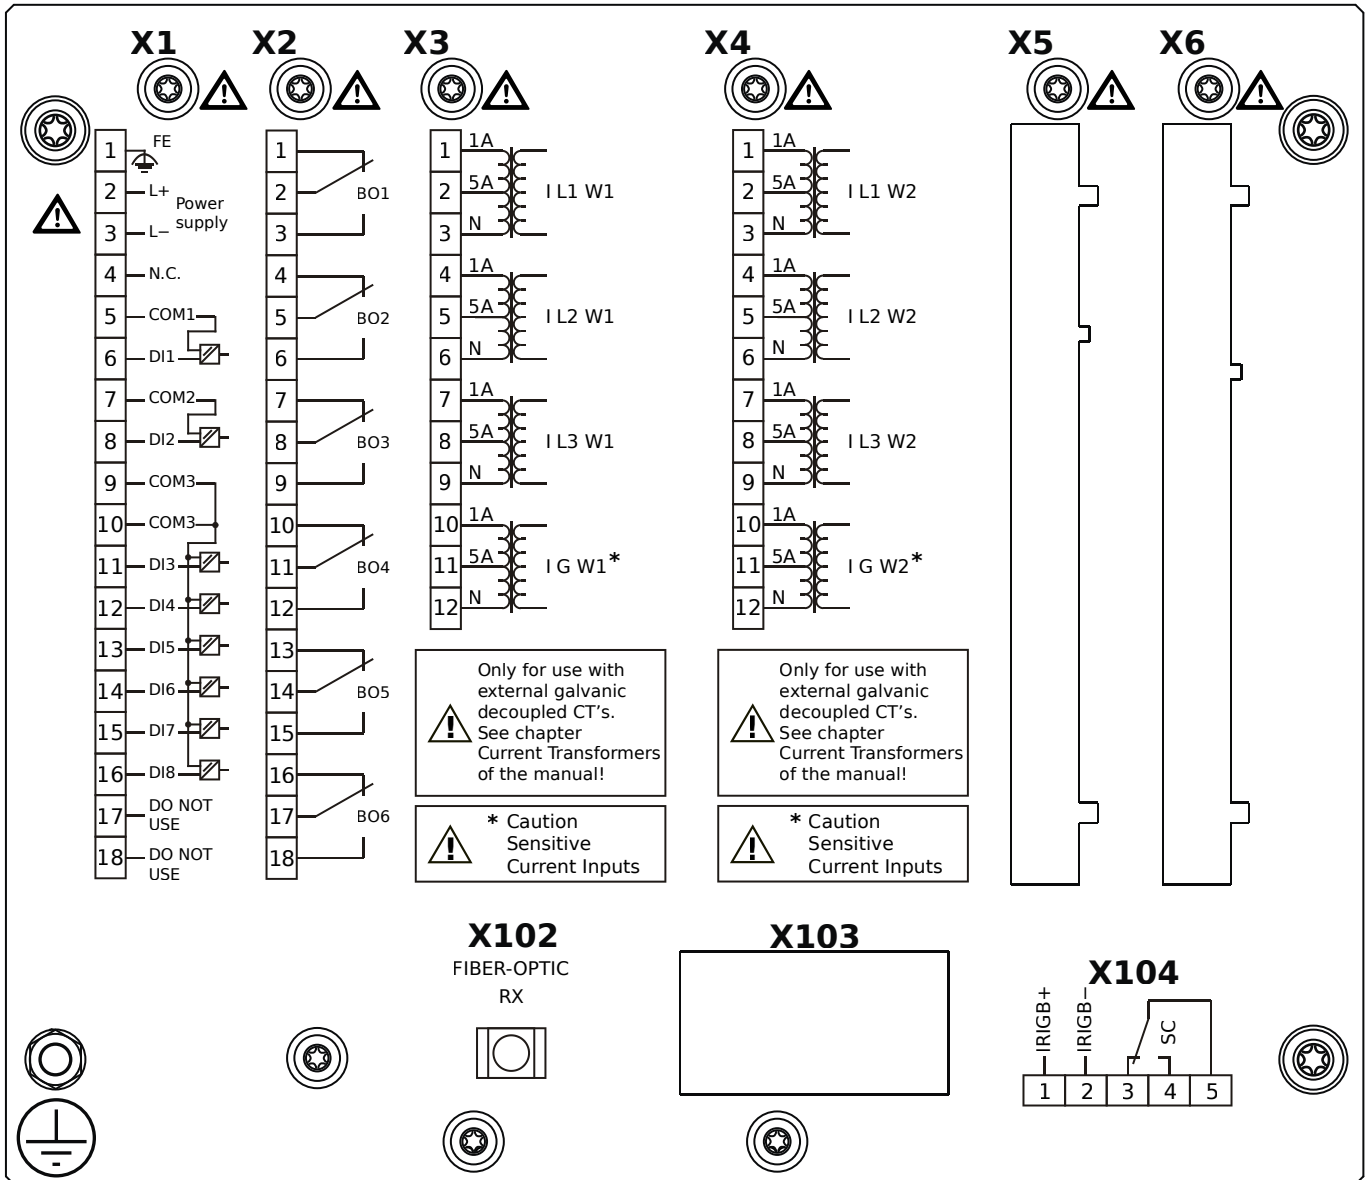 X1
X2
X3
X4
X5
X6
1 FE
2 L+
Power
supply
3 L−
4 N.C.
5 COM1
6 DI1
7 COM2
8 DI2
9 COM3
10 COM3
11 DI3
12 DI4
13 DI5
14 DI6
15 DI7
16 DI8
17 DO NOT
USE
18 DO NOT
USE
1
2 BO1
3
4
5 BO2
6
7
8 BO3
9
10
11 BO4
12
13
14 BO5
15
16
17 BO6
18
1 1A
2 5A I L1 W1
3 N
4 1A
5 5A I L2 W1
6 N
7 1A
8 5A I L3 W1
9 N
10 1A
11 5A I G W1*
12 N
Only for use with
external galvanic
decoupled CT's.
See chapter
Current Transformers
of the manual!
* Caution
Sensitive
Current Inputs
1 1A
2 5A I L1 W2
3 N
4 1A
5 5A I L2 W2
6 N
7 1A
8 5A I L3 W2
9 N
10 1A
11 5A I G W2*
12 N
Only for use with
external galvanic
decoupled CT's.
See chapter
Current Transformers
of the manual!
* Caution
Sensitive
Current Inputs
X102
FIBER-OPTIC
RX
X103
X104
IRIGB+
IRIGB−
SC
1 2 3 4 5